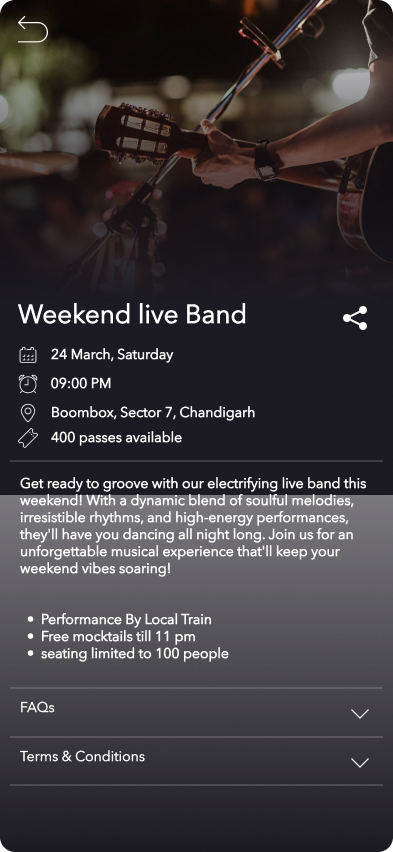 Weekend live Band
24 March, Saturday
09:00 PM
Boombox, Sector 7, Chandigarh
400 passes available
Get ready to groove with our electrifying live band this
weekend! With a dynamic blend of soulful melodies,
irresistible rhythms, and high-energy performances,
they'll have you dancing all night long. Join us for an
unforgettable musical experience that'll keep your
weekend vibes soaring!
• Performance By Local Train
• Free mocktails till 11 pm
• seating limited to 100 people
FAQs
Terms & Conditions